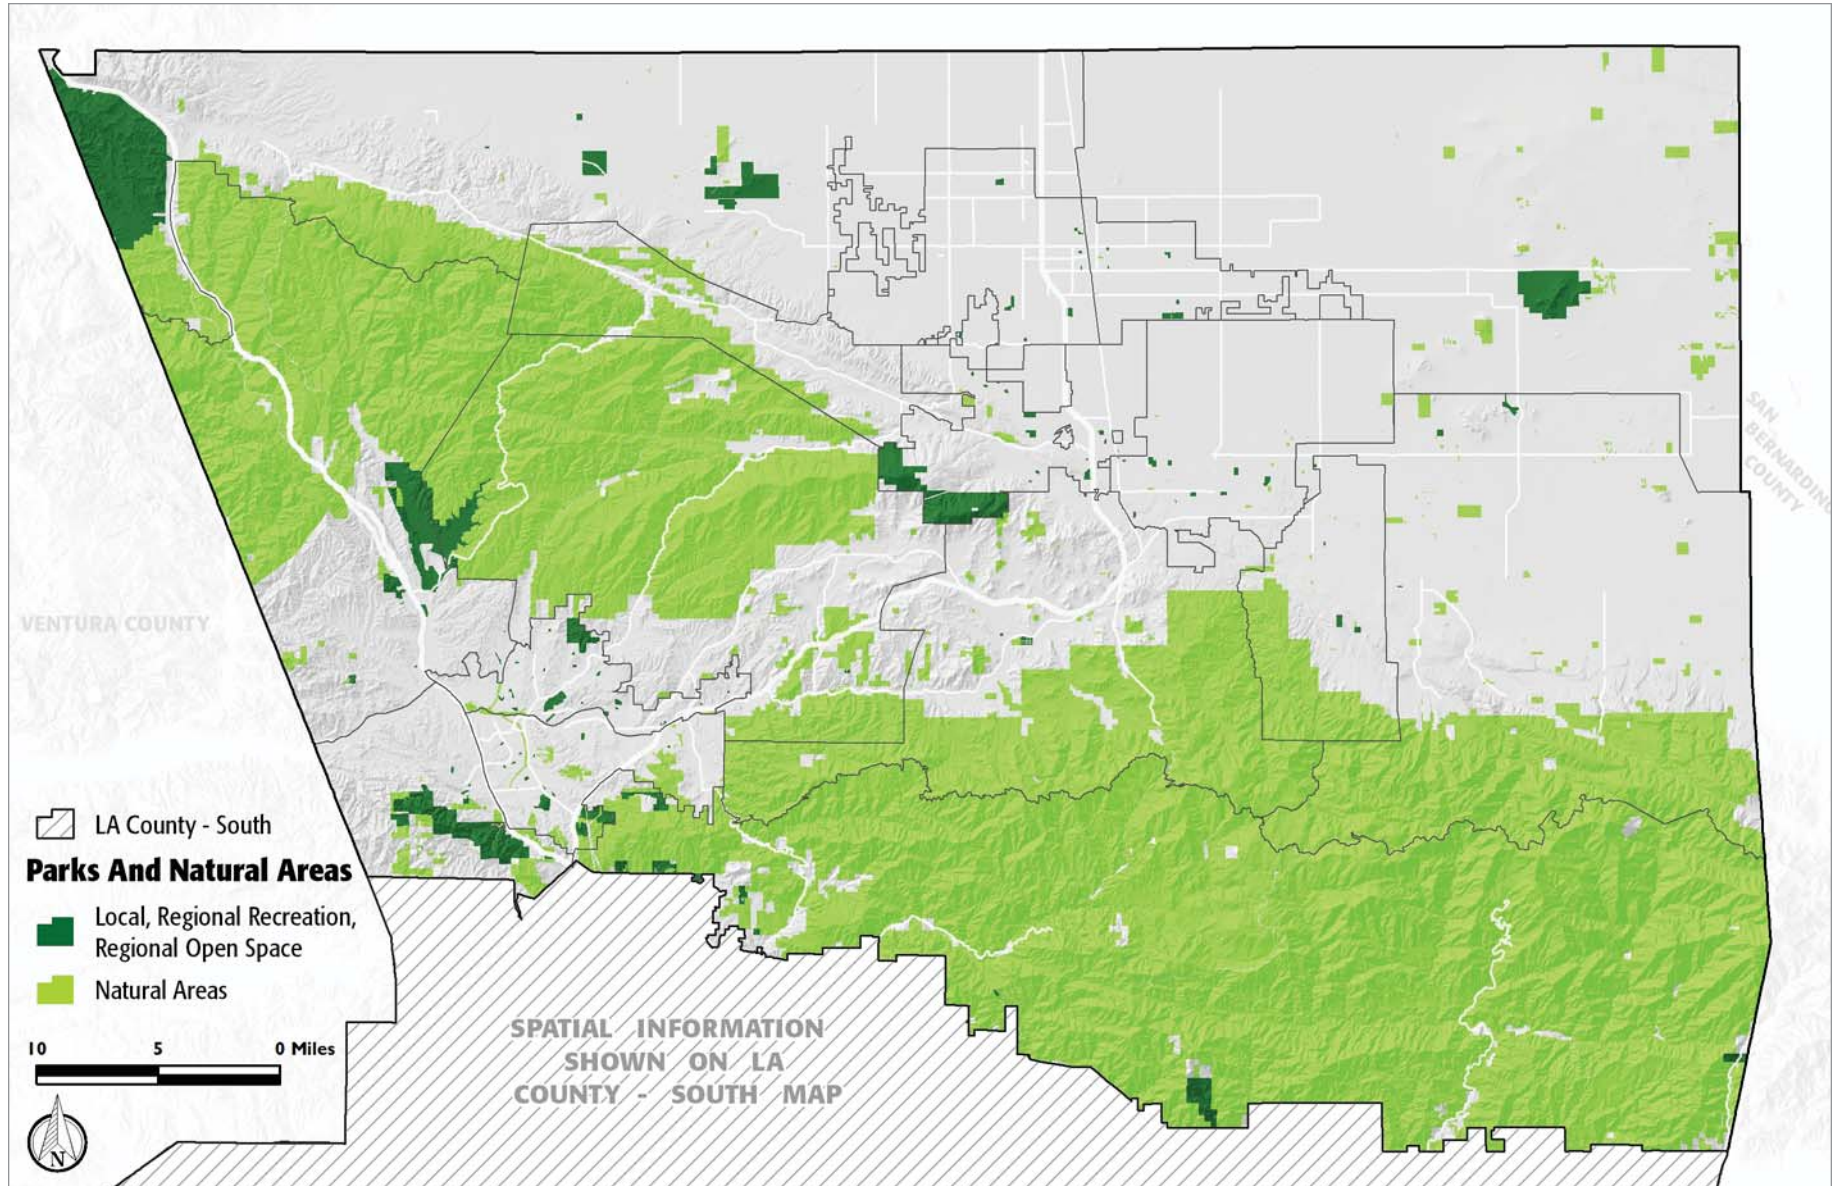 SAN
BERNARDINO
COUNTY
VENTURA COUNTY
LA County - South
Parks And Natural Areas
Local, Regional Recreation,
Regional Open Space
Natural Areas
10 5 0 Miles
N
SPATIAL INFORMATION
SHOWN ON LA
COUNTY - SOUTH MAP